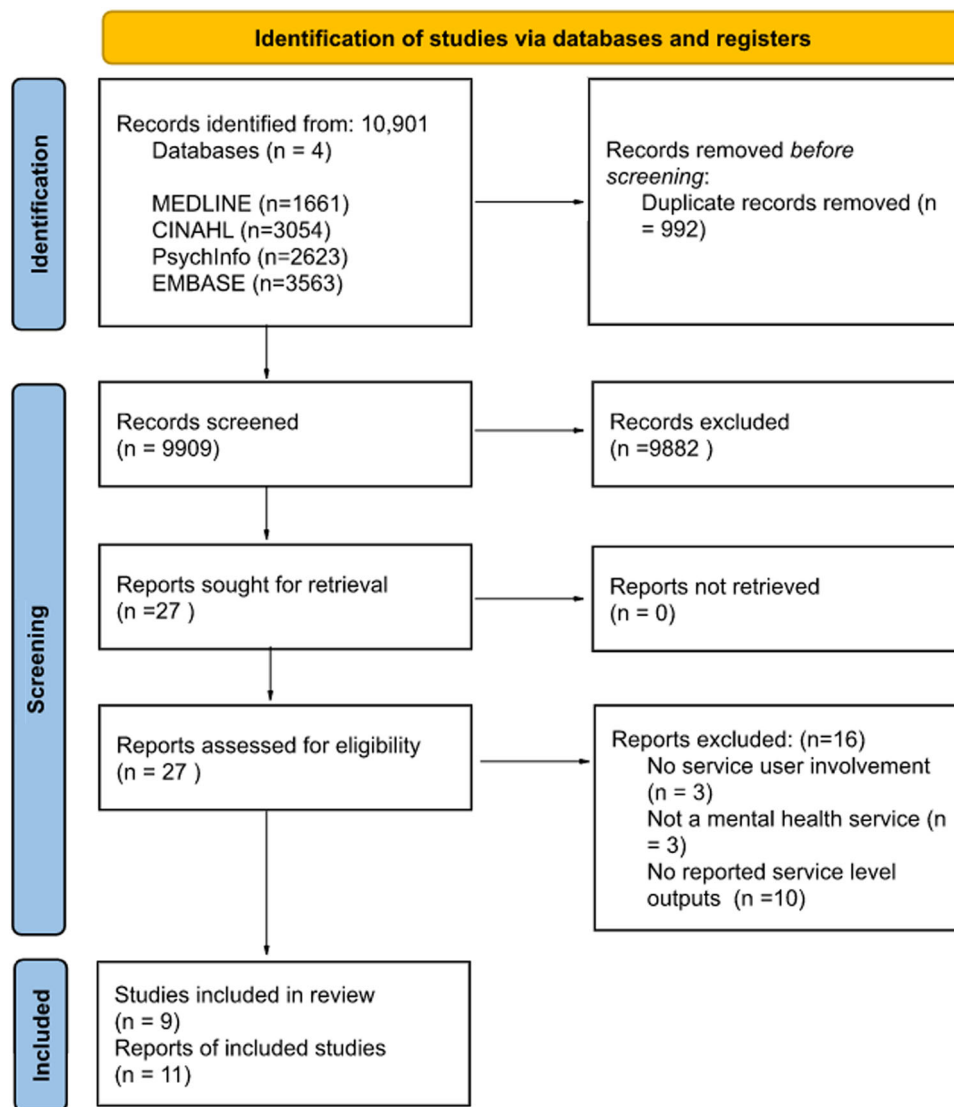 Identification of studies via databases and registers
Identification
Records identified from: 10,901
Databases (n = 4)
MEDLINE (n=1661)
CINAHL (n=3054)
PsychInfo (n=2623)
EMBASE (n=3563)
Records removed before
screening:
Duplicate records removed (n
= 992)
Screening
Records screened
(n = 9909)
Records excluded
(n =9882 )
Reports sought for retrieval
(n =27 )
Reports not retrieved
(n = 0)
Reports assessed for eligibility
(n = 27 )
Reports excluded: (n=16)
No service user involvement
(n = 3)
Not a mental health service (n
= 3)
No reported service level
outputs (n =10)
Included
Studies included in review
(n = 9)
Reports of included studies
(n = 11)